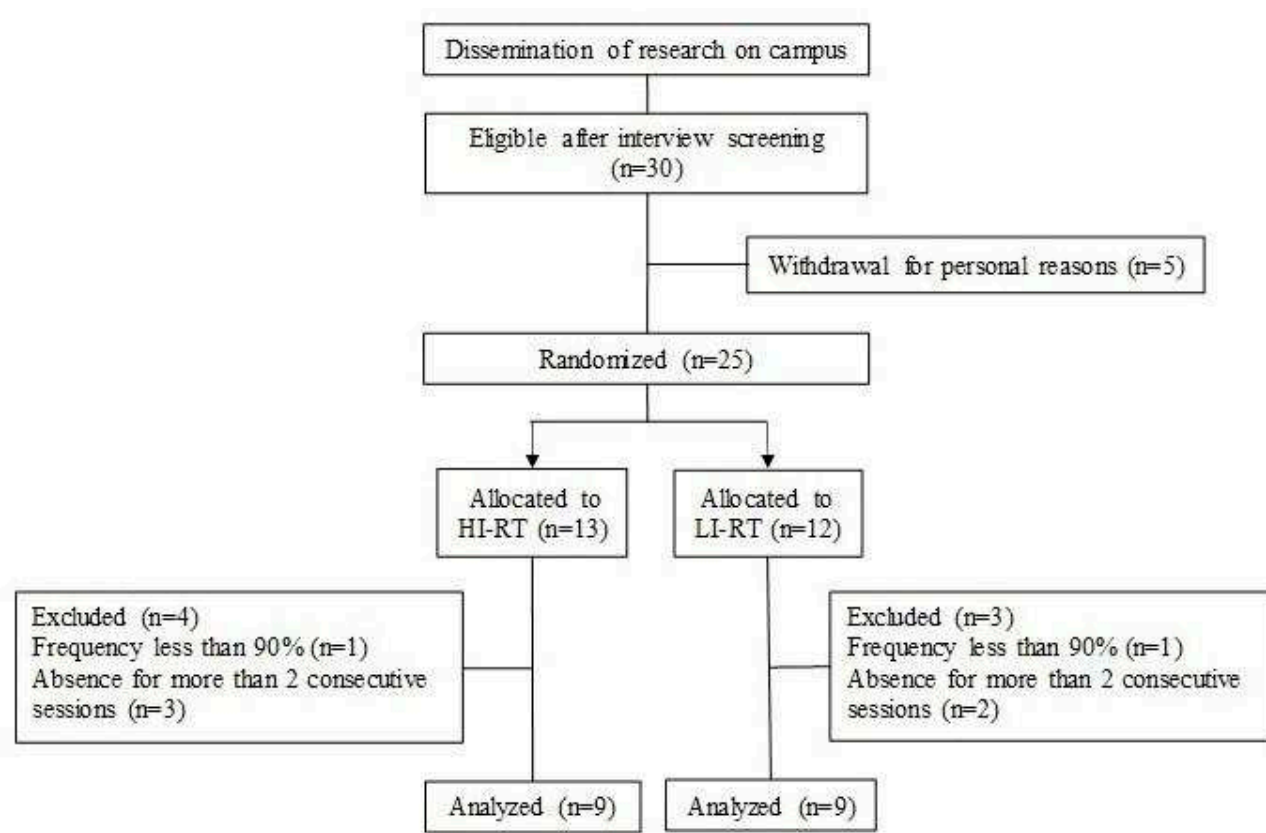 Dissemination of research on campus
Eligible after interview screening
(n=30)
Withdrawal for personal reasons (n=5)
Randomized (n=25)
Allocated to
HI-RT (n=13)
Allocated to
LI-RT (n=12)
Excluded (n=4)
Frequency less than 90% (n=1)
Absence for more than 2 consecutive
sessions (n=3)
Excluded (n=3)
Frequency less than 90% (n=1)
Absence for more than 2 consecutive
sessions (n=2)
Analyzed (n=9)
Analyzed (n=9)